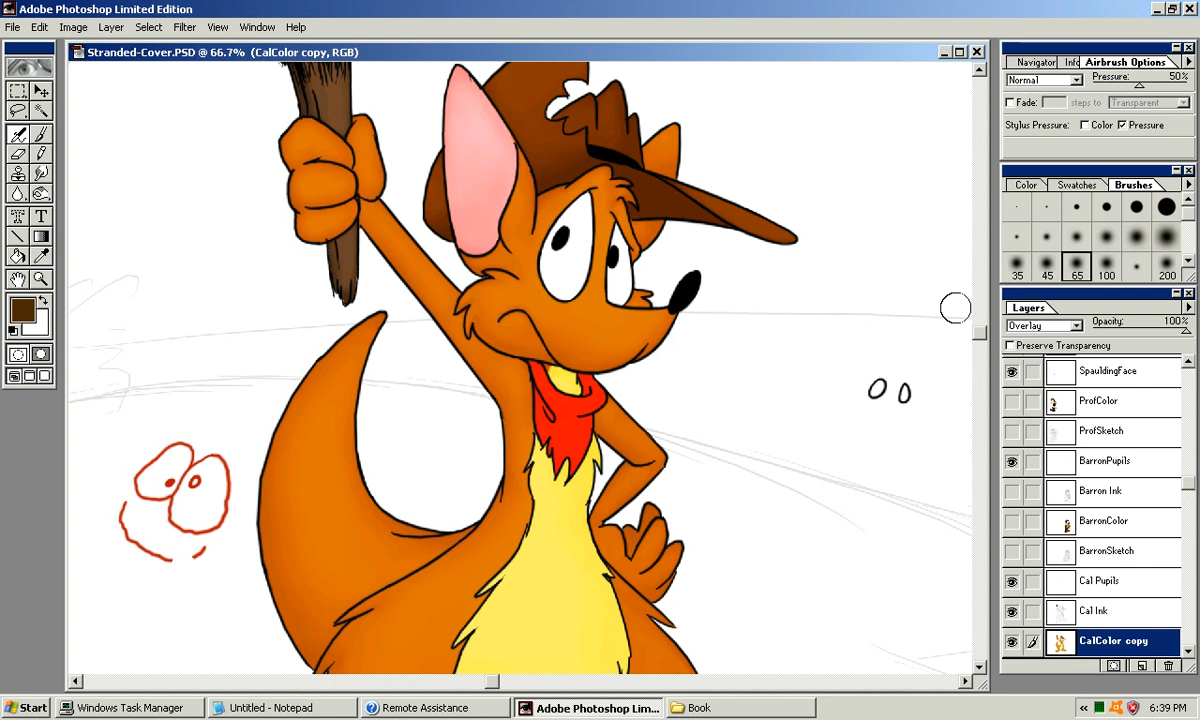 Adobe Photoshop Limited Edition
File Edit Image Layer Select Filter View Window Help
Stranded-Cover.PSD @ 66.7% (CalColor copy, RGB)
Navigator Info Airbrush Options
Normal Pressure: 50%
Fade: steps to Transparent
Stylus Pressure: Color Pressure
Color Swatches Brushes
35 45 65 100 200
Layers
Overlay Opacity: 100%
Preserve Transparency
SpauldingFace
ProfColor
ProfSketch
BarronPupils
Barron Ink
BarronColor
BarronSketch
Cal Pupils
Cal Ink
CalColor copy
Start Windows Task Manager Untitled - Notepad Remote Assistance Adobe Photoshop Lim... Book « 6:39 PM